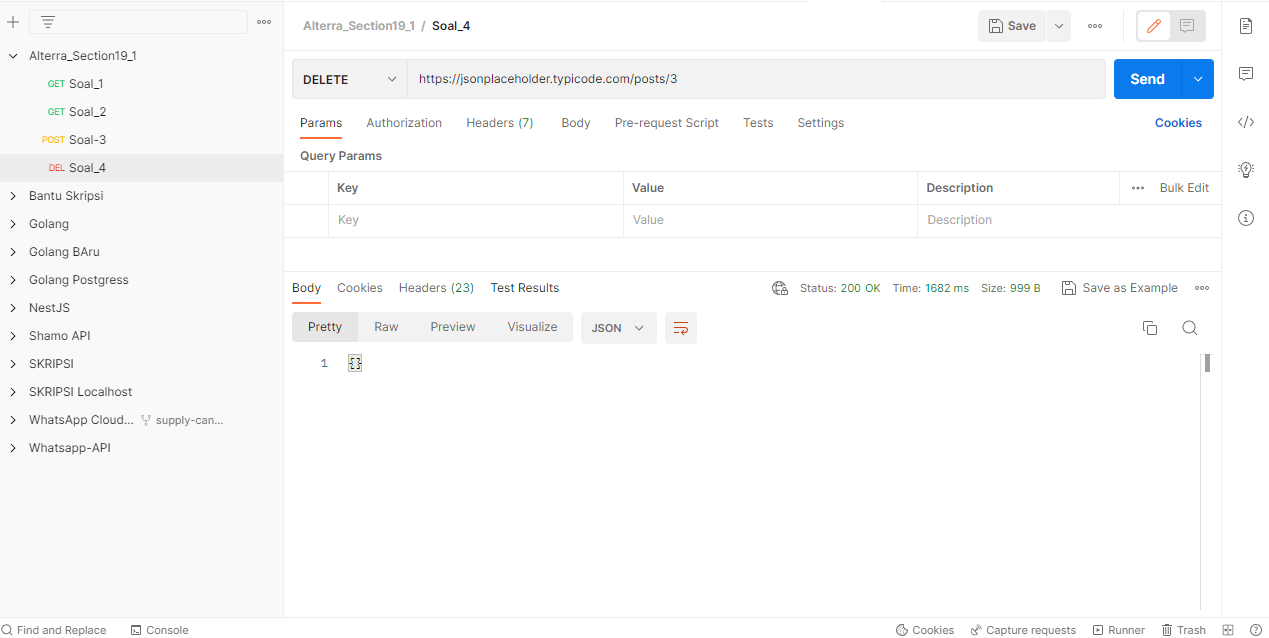 Alterra_Section19_1 / Soal_4
Save
Alterra_Section19_1
GET Soal_1
GET Soal_2
POST Soal-3
DEL Soal_4
Bantu Skripsi
Golang
Golang BAru
Golang Postgress
NestJS
Shamo API
SKRIPSI
SKRIPSI Localhost
WhatsApp Cloud... supply-can...
Whatsapp-API
DELETE https://jsonplaceholder.typicode.com/posts/3 Send
Params Authorization Headers (7) Body Pre-request Script Tests Settings Cookies
Query Params
Key Value Description Bulk Edit
Key Value Description
Body Cookies Headers (23) Test Results Status: 200 OK Time: 1682 ms Size: 999 B Save as Example
Pretty Raw Preview Visualize JSON
1 {}
Find and Replace Console Cookies Capture requests Runner Trash